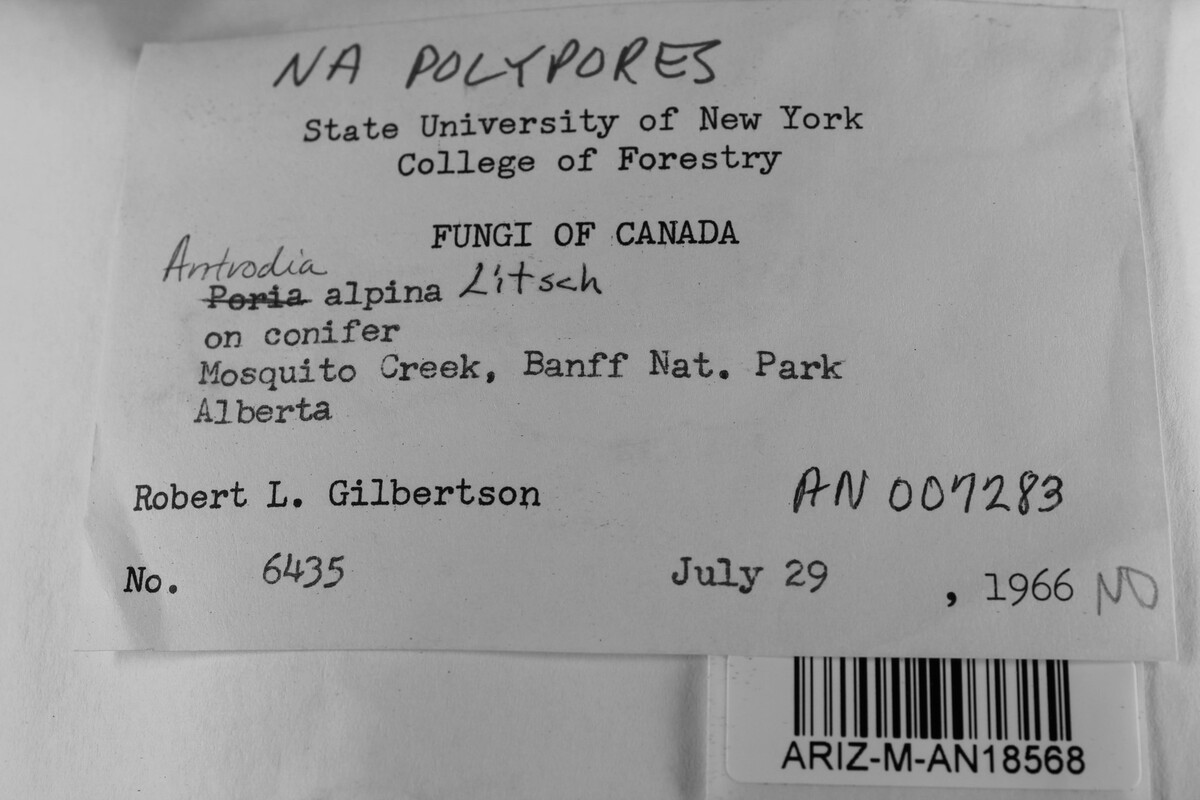 NA POLYPORES
State University of New York
College of Forestry
FUNGI OF CANADA
Antrodia
Poria alpina Litsch
on conifer
Mosquito Creek, Banff Nat. Park
Alberta
Robert L. Gilbertson
AN 007283
No. 6435
July 29 , 1966 NO
ARIZ-M-AN18568